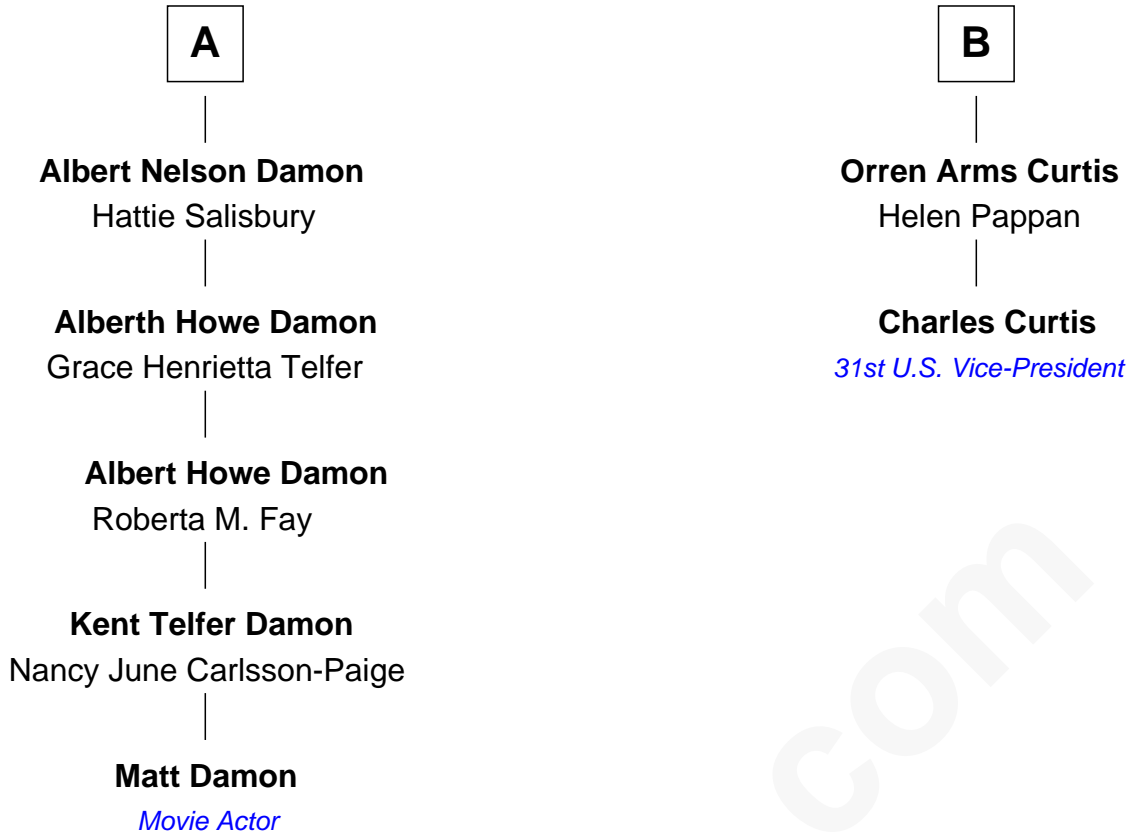 A
Albert Nelson Damon
Hattie Salisbury
Alberth Howe Damon
Grace Henrietta Telfer
Albert Howe Damon
Roberta M. Fay
Kent Telfer Damon
Nancy June Carlsson-Paige
Matt Damon
Movie Actor
B
Orren Arms Curtis
Helen Pappan
Charles Curtis
31st U.S. Vice-President
com